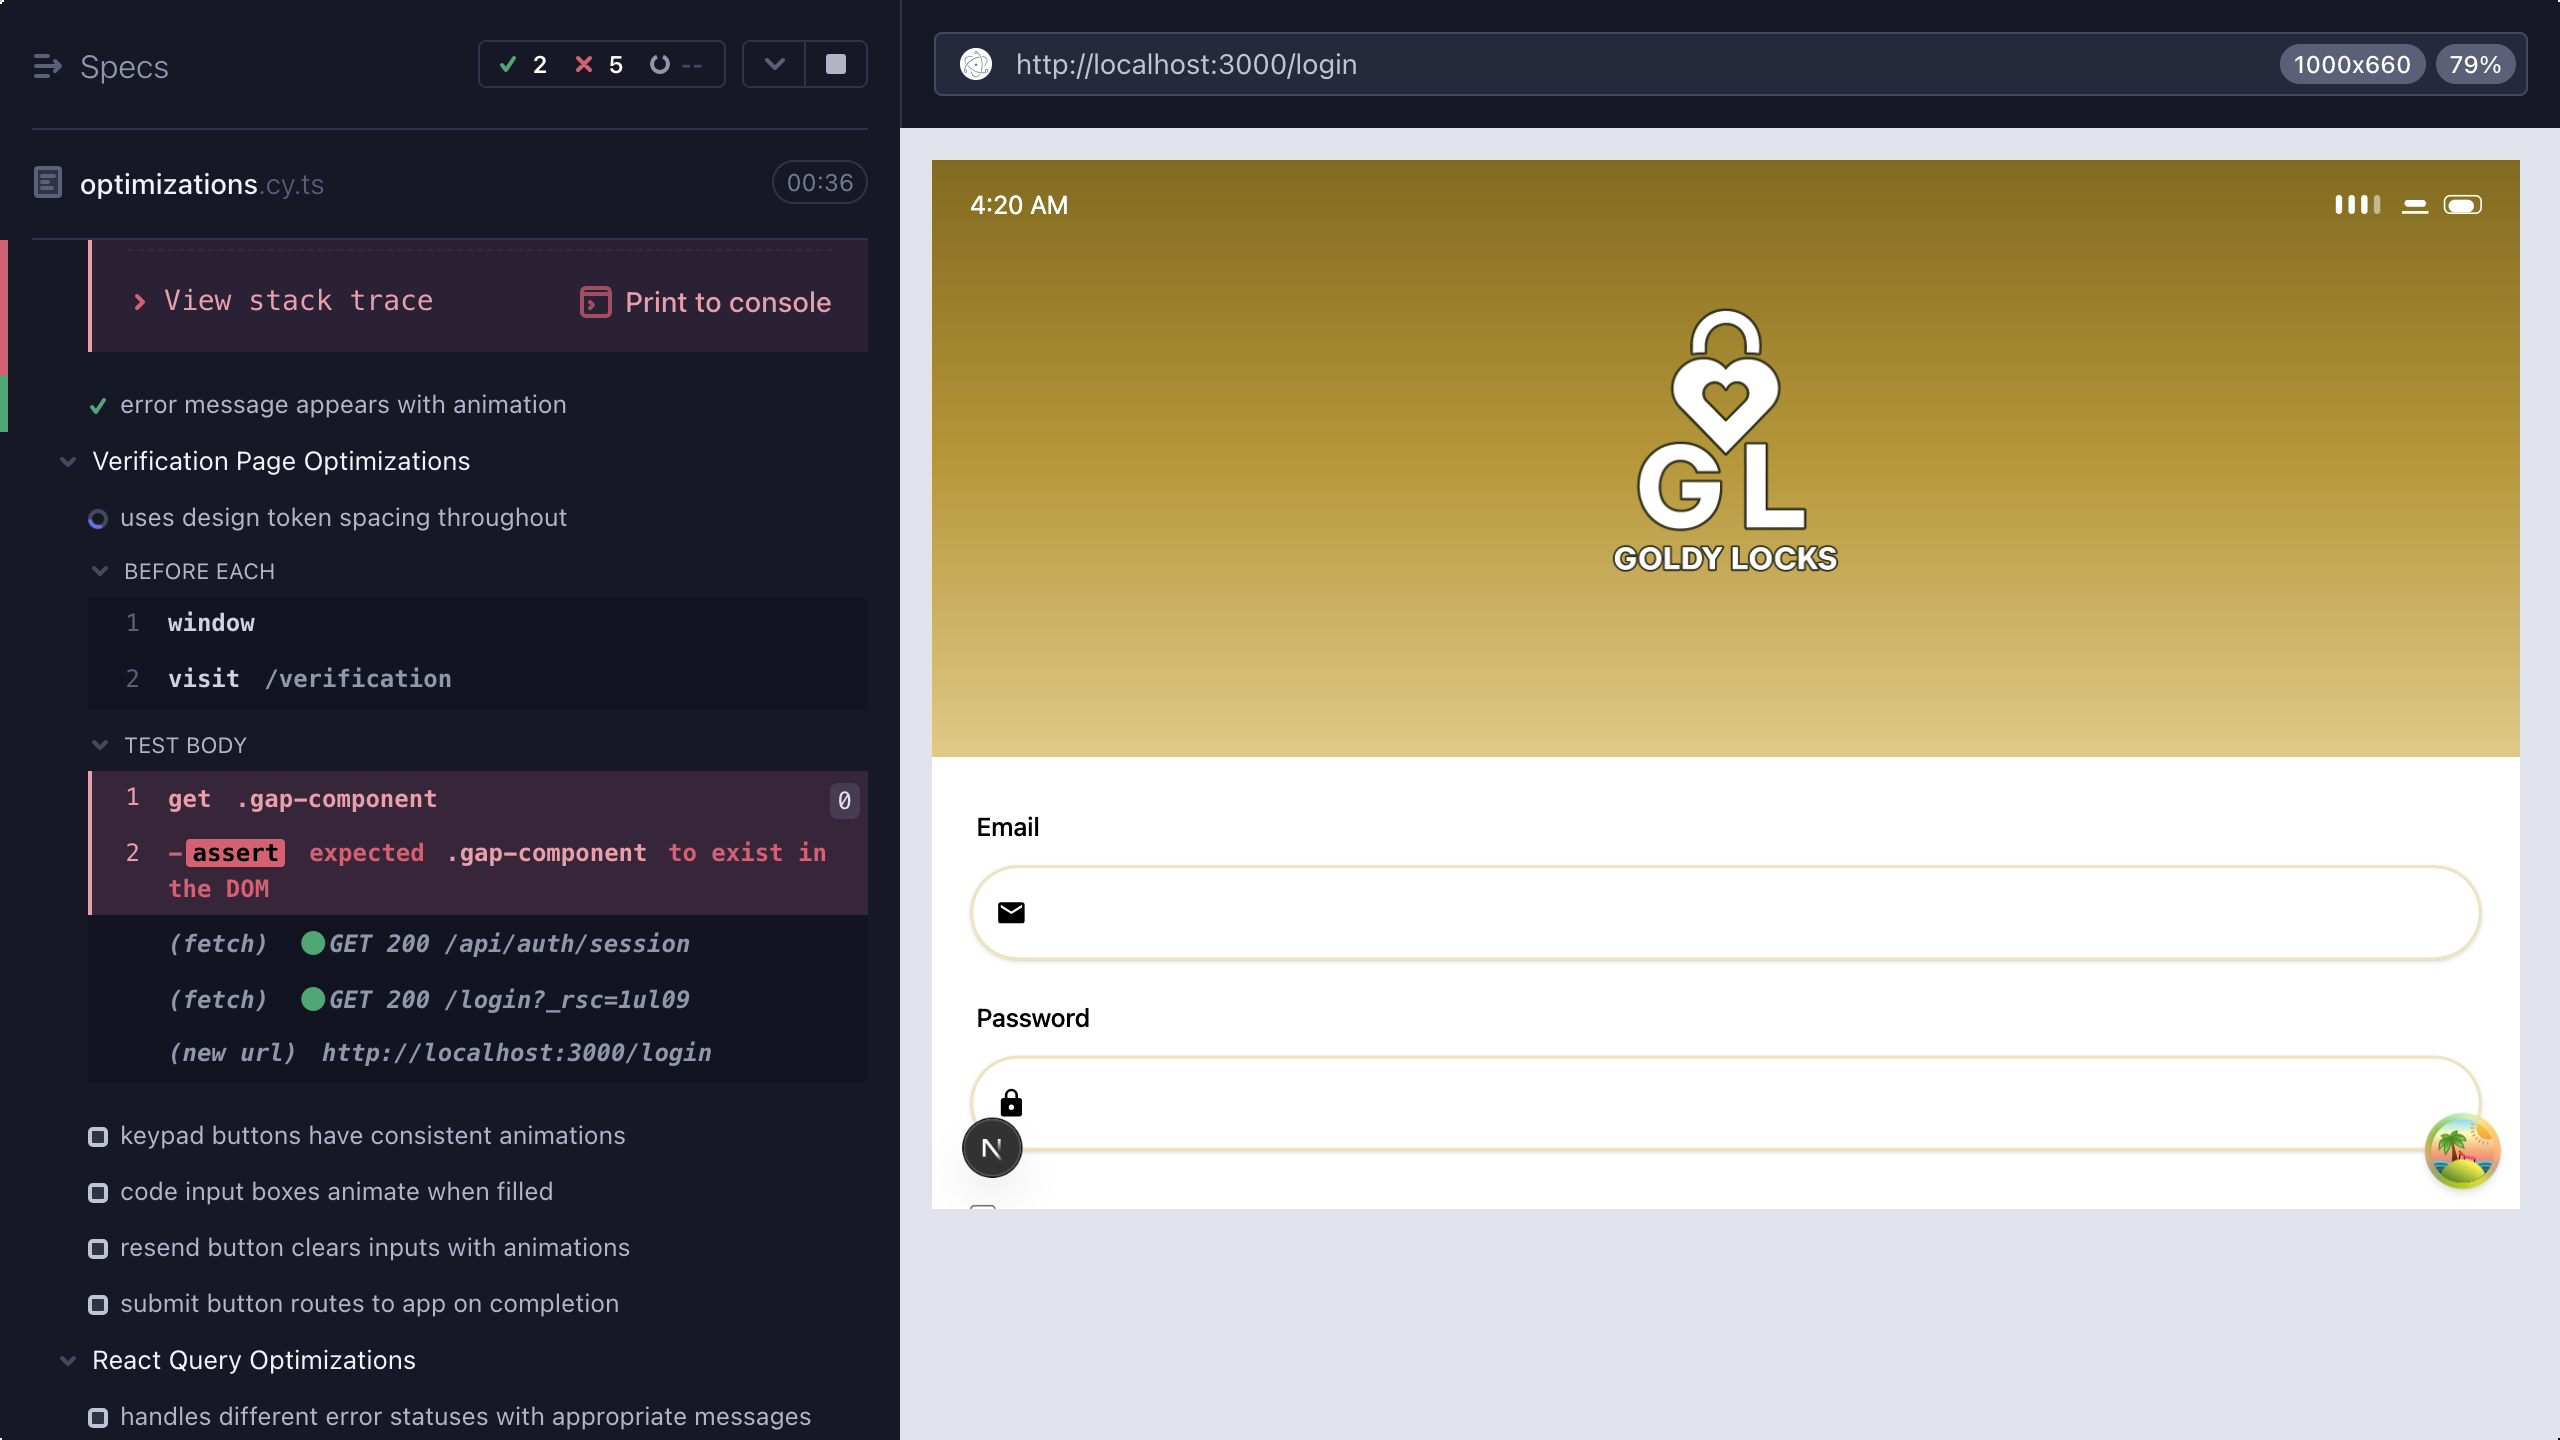 Specs
2 5 --
optimizations.cy.ts 00:36
View stack trace Print to console
error message appears with animation
Verification Page Optimizations
uses design token spacing throughout
BEFORE EACH
1 window
2 visit /verification
TEST BODY
1 get .gap-component 0
2 -assert expected .gap-component to exist in
the DOM
(fetch) GET 200 /api/auth/session
(fetch) GET 200 /login?_rsc=1ul09
(new url) http://localhost:3000/login
keypad buttons have consistent animations
code input boxes animate when filled
resend button clears inputs with animations
submit button routes to app on completion
React Query Optimizations
handles different error statuses with appropriate messages
http://localhost:3000/login 1000x660 79%
4:20 AM
GL
GOLDY LOCKS
Email
Password
N